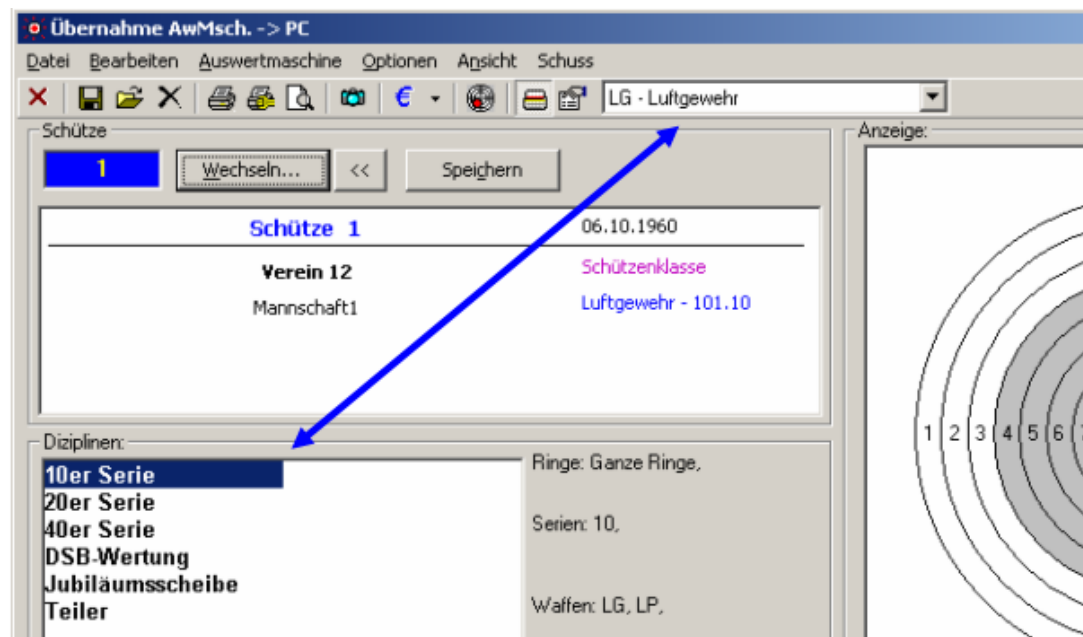 Übernahme AwMsch. -> PC
Datei Bearbeiten Auswertmaschine Optionen Ansicht Schuss
€ LG - Luftgewehr
Schütze
1 Wechseln... << Speichern
Schütze 1 06.10.1960
Verein 12 Schützenklasse
Mannschaft1 Luftgewehr - 101.10
Diziplinen:
10er Serie
20er Serie
40er Serie
DSB-Wertung
Jubiläumsscheibe
Teiler
Ringe: Ganze Ringe,
Serien: 10,
Waffen: LG, LP,
Anzeige:
1 2 3 4 5 6